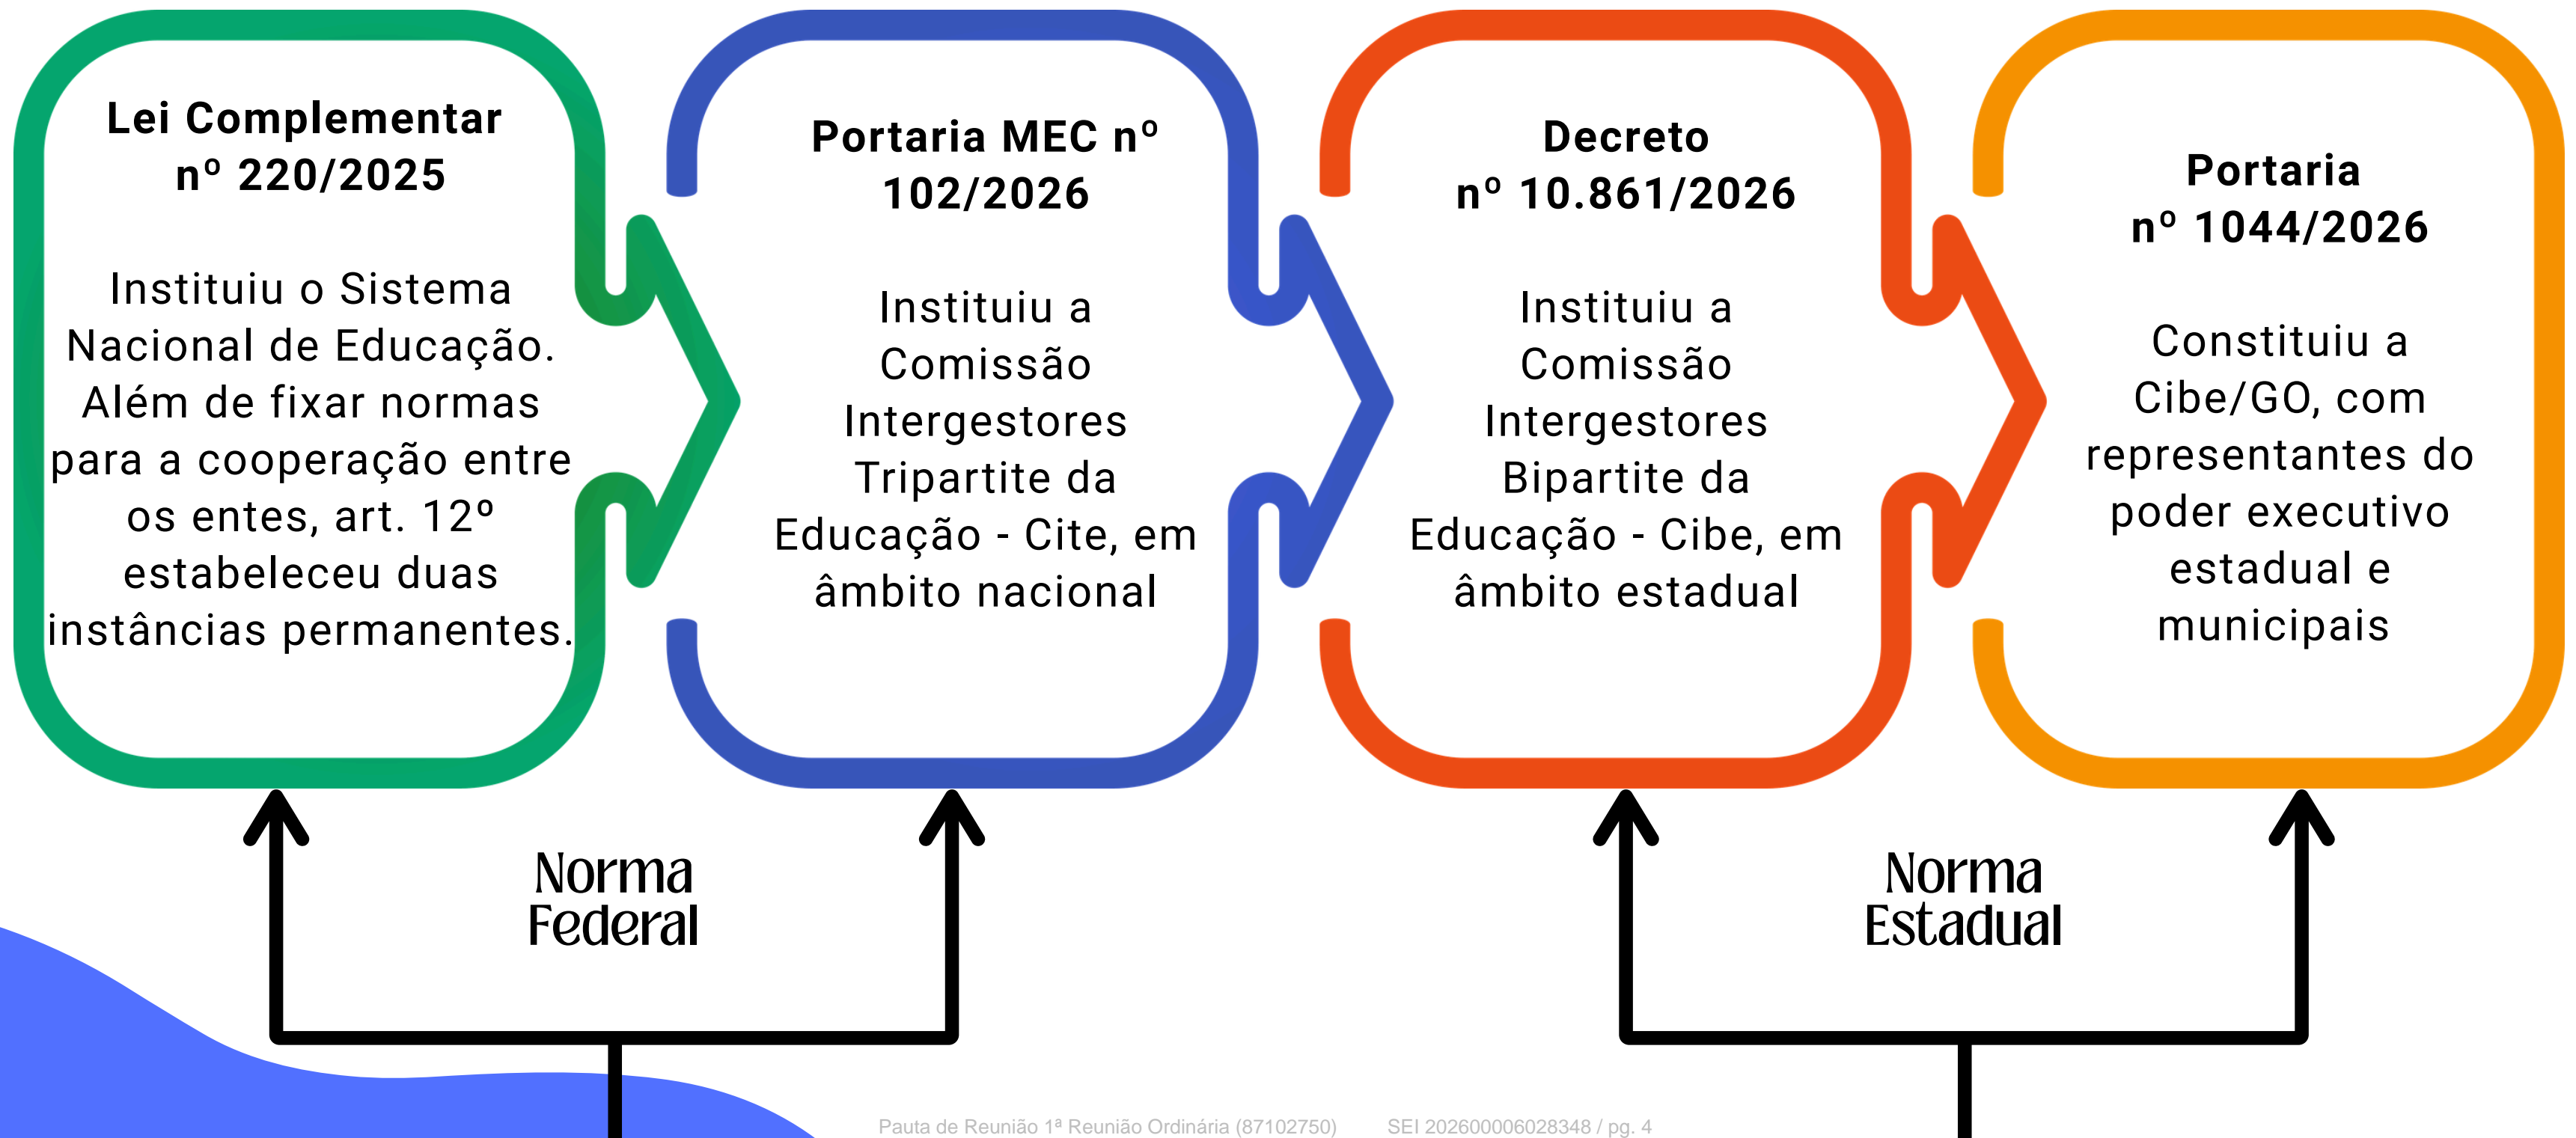 Lei Complementar
nº 220/2025
Instituiu o Sistema
Nacional de Educação.
Além de fixar normas
para a cooperação entre
os entes, art. 12º
estabeleceu duas
instâncias permanentes.
Portaria MEC nº
102/2026
Instituiu a
Comissão
Intergestores
Tripartite da
Educação - Cite, em
âmbito nacional
Decreto
nº 10.861/2026
Instituiu a
Comissão
Intergestores
Bipartite da
Educação - Cibe, em
âmbito estadual
Portaria
nº 1044/2026
Constituiu a
Cibe/GO, com
representantes do
poder executivo
estadual e
municipais
Norma
Federal
Norma
Estadual
Pauta de Reunião 1ª Reunião Ordinária (87102750) SEI 202600006028348 / pg. 4